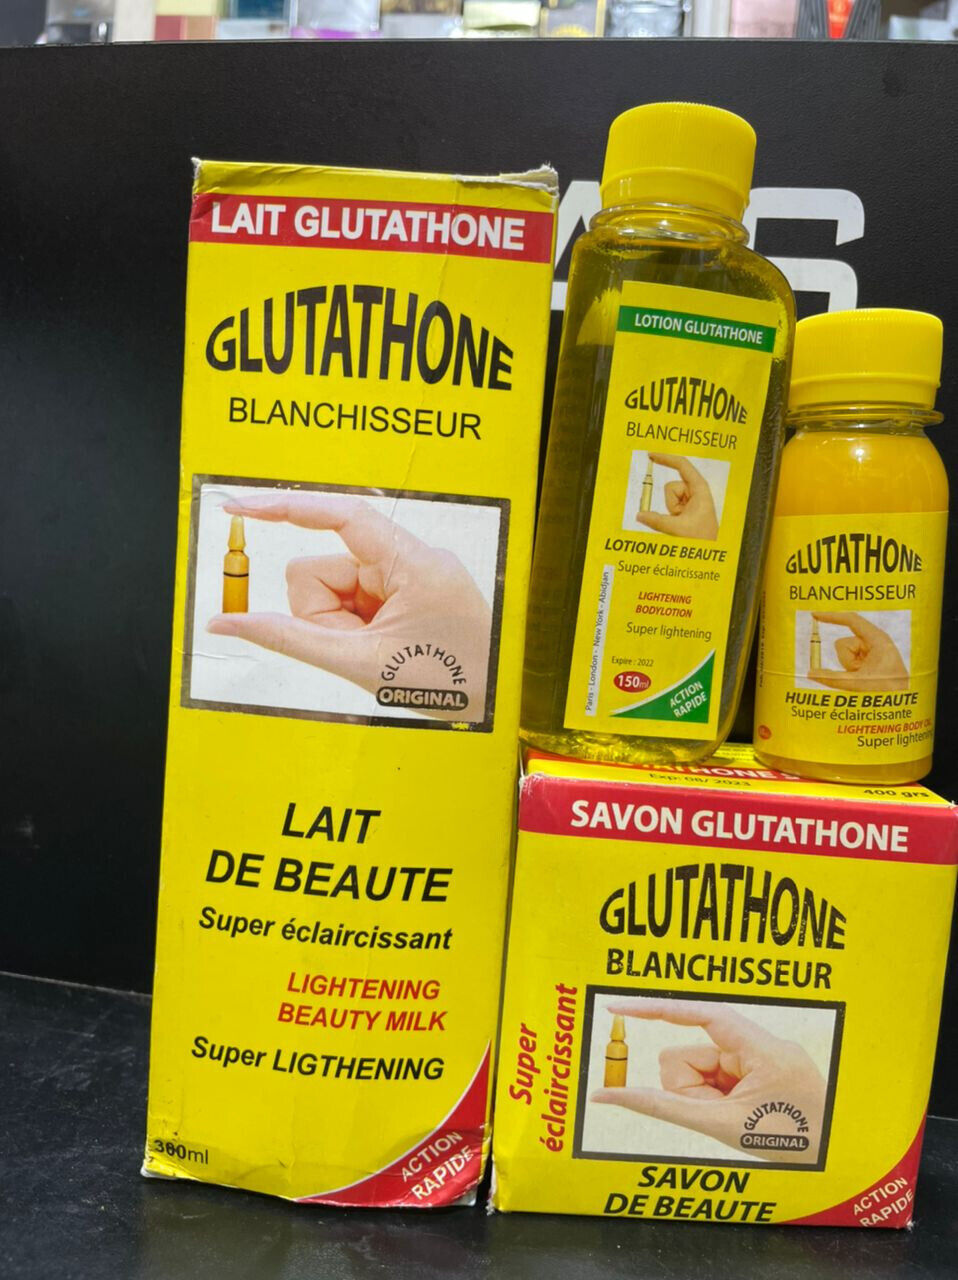 LAIT GLUTATHONE
GLUTATHONE
BLANCHISSEUR
GLUTATHONE
ORIGINAL
LAIT
DE BEAUTE
Super éclaircissant
LIGHTENING
BEAUTY MILK
Super LIGTHENING
300ml
ACTION
RAPIDE
LOTION GLUTATHONE
GLUTATHONE
BLANCHISSEUR
LOTION DE BEAUTE
Super éclaircissante
LIGHTENING
BODYLOTION
Super lightening
Paris - London - New York - Abidjan
Expire : 2022
150ml
ACTION
RAPIDE
GLUTATHONE
BLANCHISSEUR
HUILE DE BEAUTE
Super éclaircissante
LIGHTENING BODY OIL
Super lightening
Exp: 08/ 2023
400 grs
SAVON GLUTATHONE
GLUTATHONE
BLANCHISSEUR
Super
éclaircissant
GLUTATHONE
ORIGINAL
SAVON
DE BEAUTE
ACTION
RAPIDE